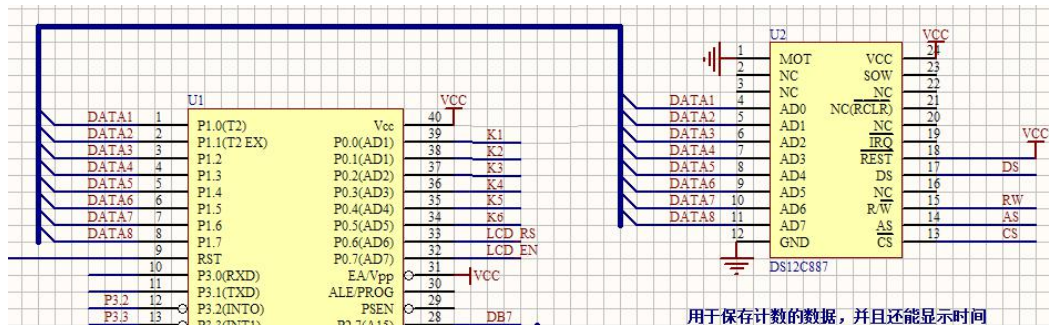 U1
DATA1 1 P1.0(T2) Vcc 40 VCC
DATA2 2 P1.1(T2 EX) P0.0(AD1) 39 K1
DATA3 3 P1.2 P0.1(AD1) 38 K2
DATA4 4 P1.3 P0.2(AD2) 37 K3
DATA5 5 P1.4 P0.3(AD3) 36 K4
DATA6 6 P1.5 P0.4(AD4) 35 K5
DATA7 7 P1.6 P0.5(AD5) 34 K6
DATA8 8 P1.7 P0.6(AD6) 33 LCD RS
9 RST P0.7(AD7) 32 LCD EN
10 P3.0(RXD) EA/Vpp 31 VCC
11 P3.1(TXD) ALE/PROG 30
P3.2 12 P3.2(INTO) PSEN 29
P3.3 13 P3.3(INT1) P2.7(A15) 28 DB7
U2
1 MOT VCC 24 VCC
2 NC SOW 23
3 NC NC 22
DATA1 4 AD0 NC(RCLR) 21
DATA2 5 AD1 NC 20
DATA3 6 AD2 IRQ 19
DATA4 7 AD3 REST 18 VCC
DATA5 8 AD4 DS 17 DS
DATA6 9 AD5 NC 16
DATA7 10 AD6 R/W 15 RW
DATA8 11 AD7 AS 14 AS
12 GND CS 13 CS
DS12C887
用于保存计数的数据，并且还能显示时间